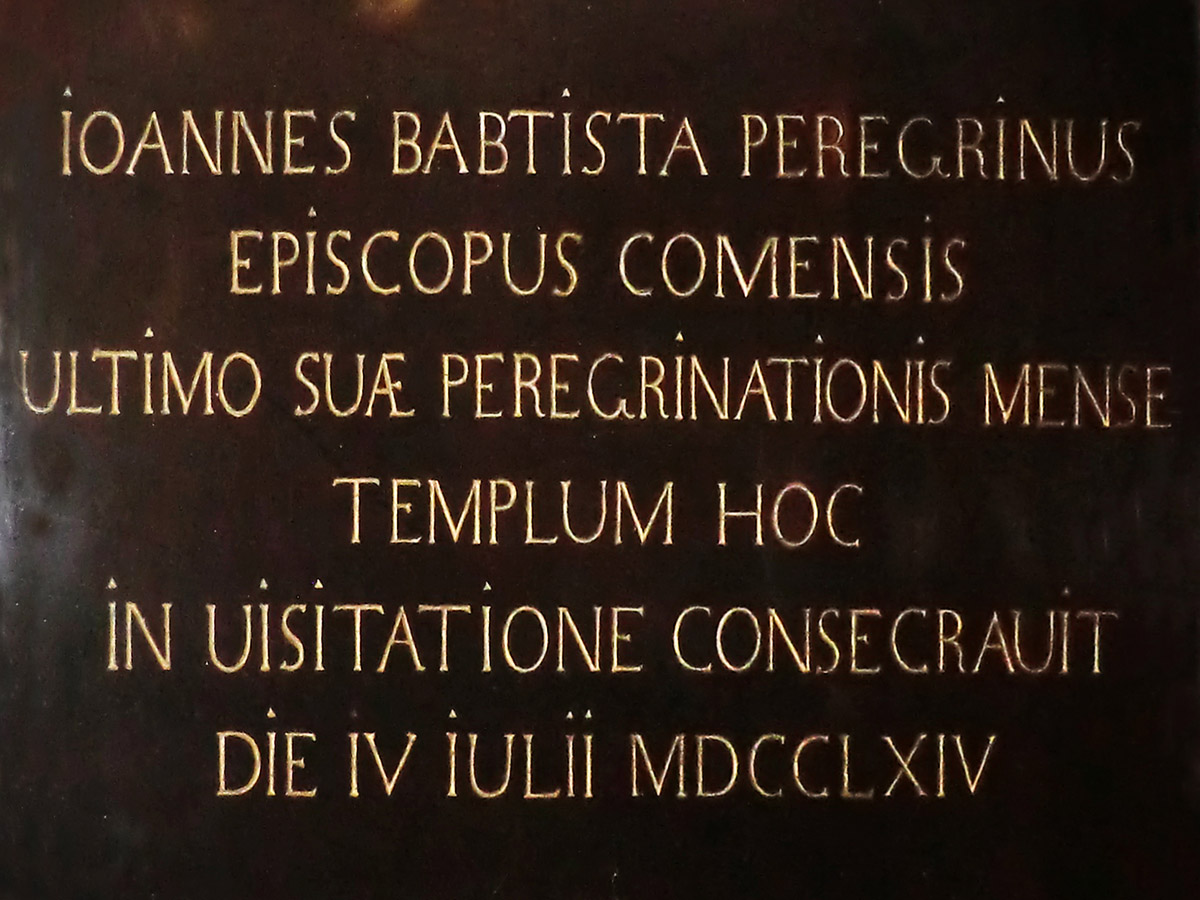 IOANNES BABTISTA PEREGRINUS
EPISCOPUS COMENSIS
ULTIMO SUÆ PEREGRINATIONIS MENSE
TEMPLUM HOC
IN UISITATIONE CONSECRAUIT
DIE IV IULII MDCCLXIV